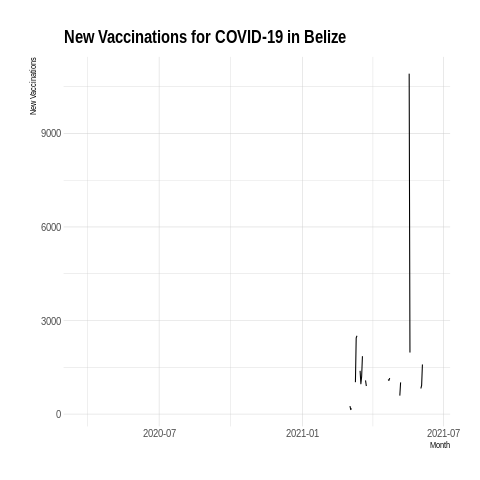 New Vaccinations for COVID-19 in Belize
New Vaccinations
9000
6000
3000
0
2020-07 2021-01 2021-07
Month